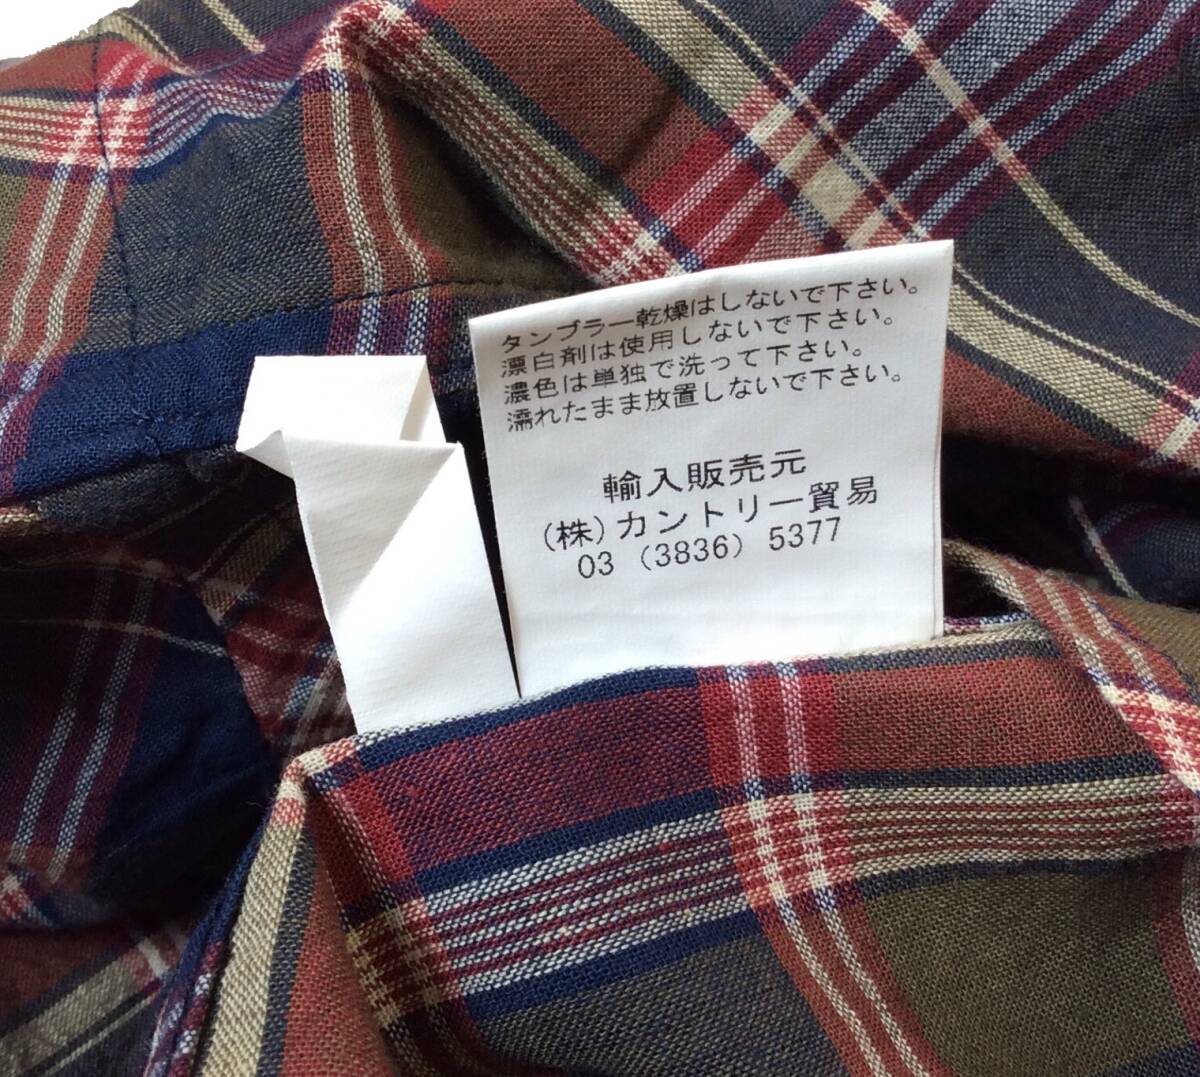 タンブラー乾燥はしないで下さい。
漂白剤は使用しないで下さい。
濃色は単独で洗って下さい。
濡れたまま放置しないで下さい。
輸入販売元
(株)カントリー貿易
03 (3836) 5377